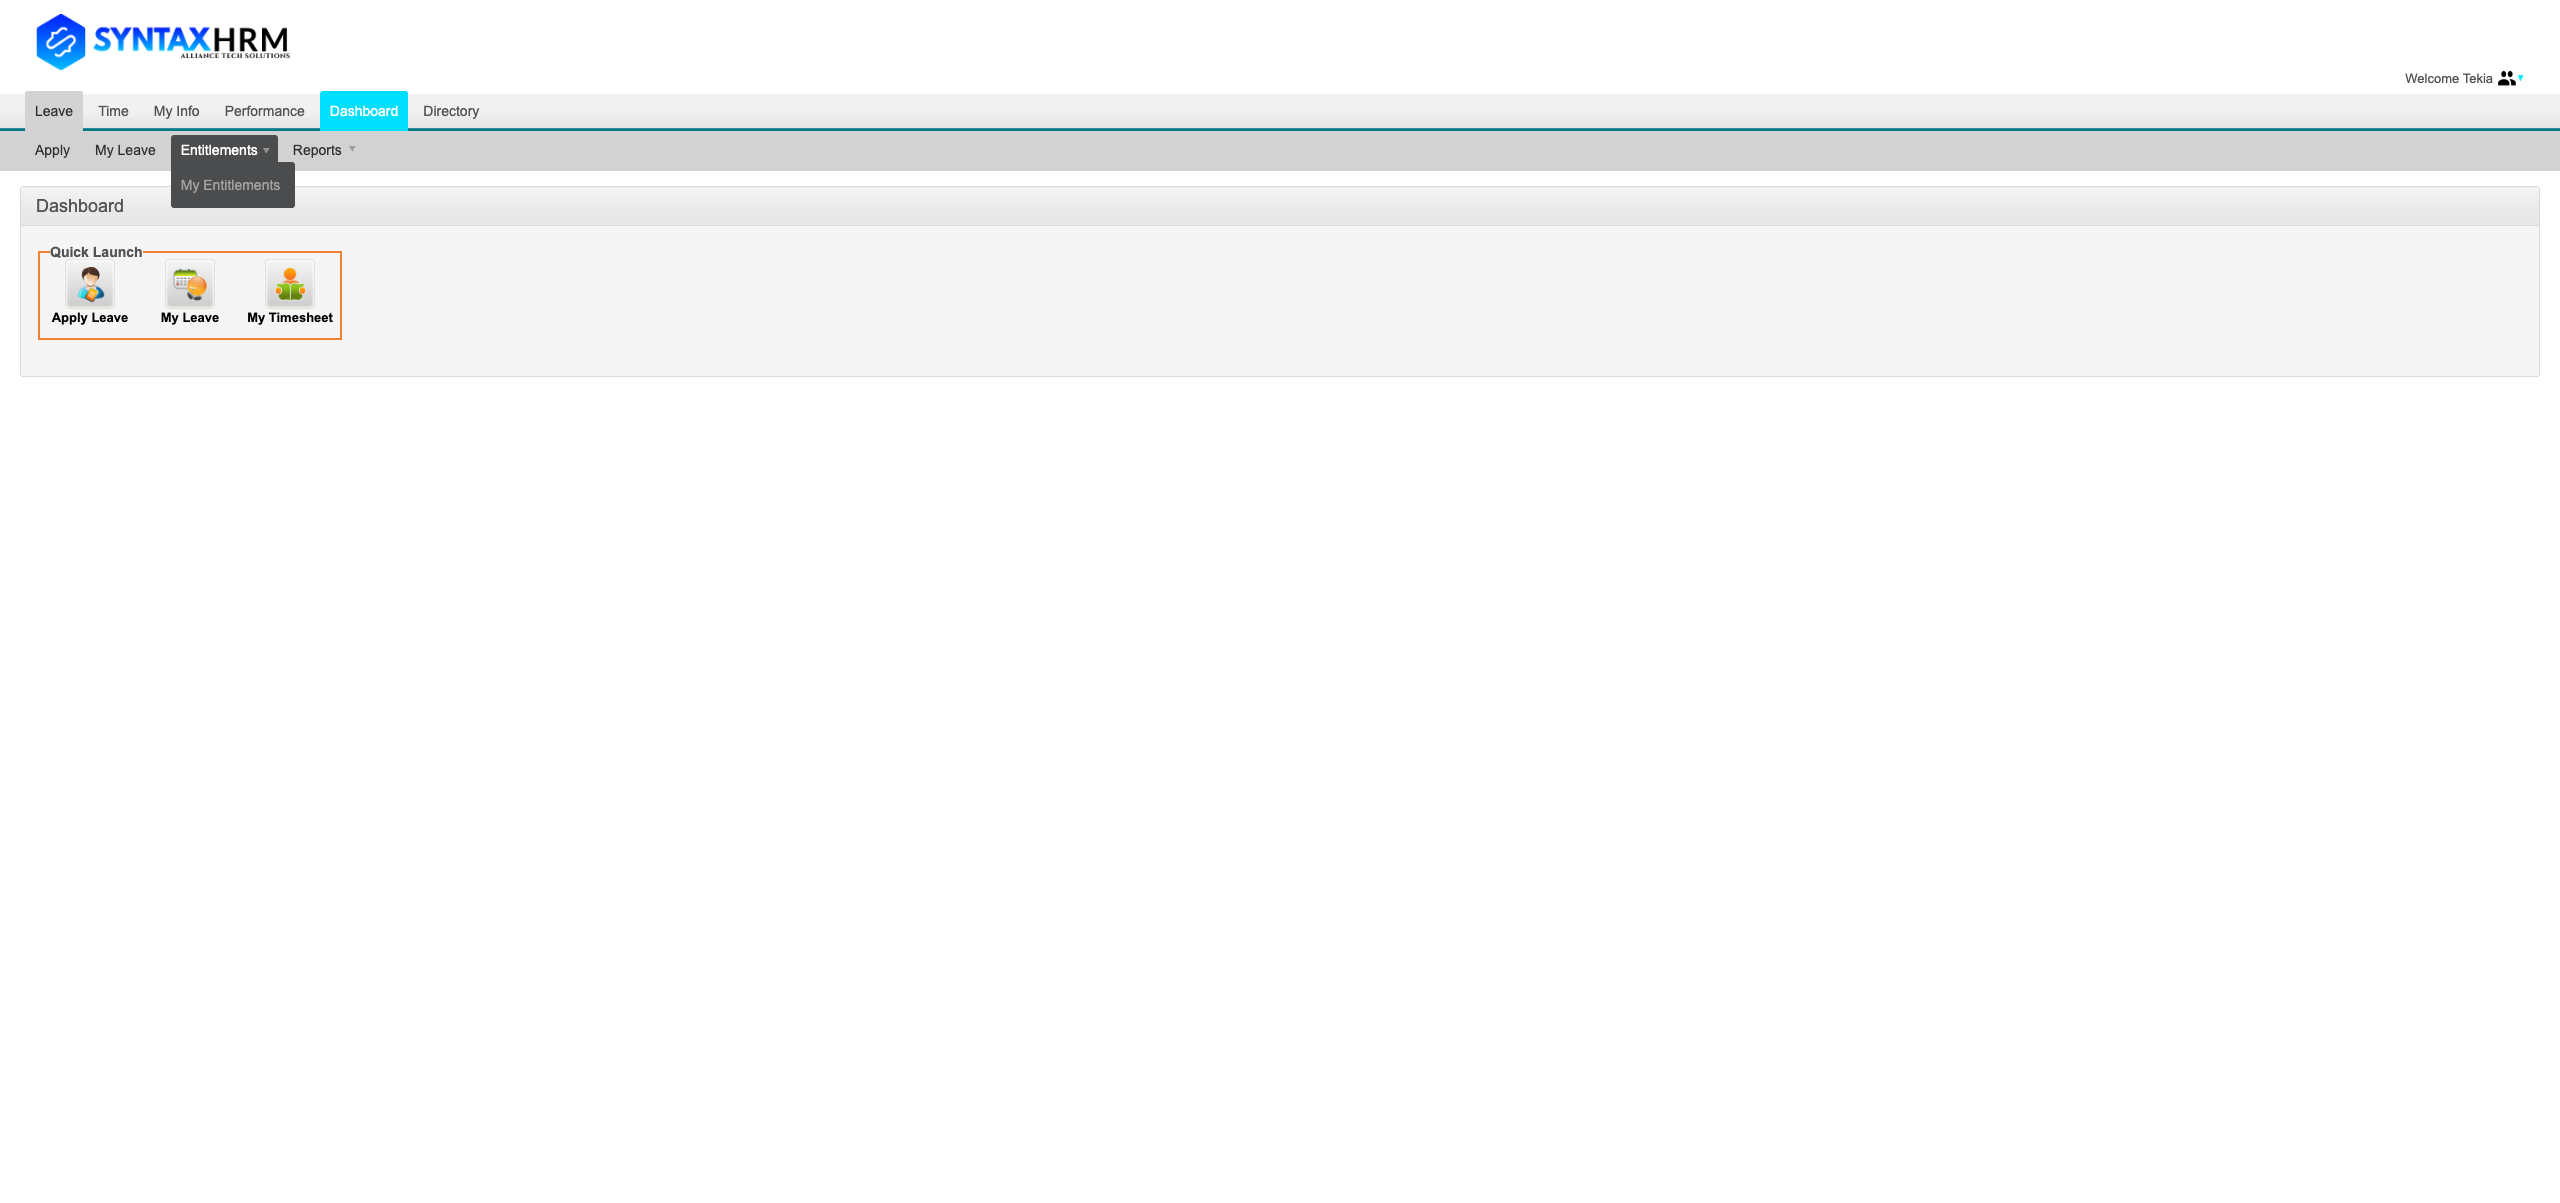 SYNTAXHRM
ALLIANCE TECH SOLUTIONS
Welcome Tekia
Leave Time My Info Performance Dashboard Directory
Apply My Leave Entitlements Reports
My Entitlements
Dashboard
Quick Launch
Apply Leave My Leave My Timesheet